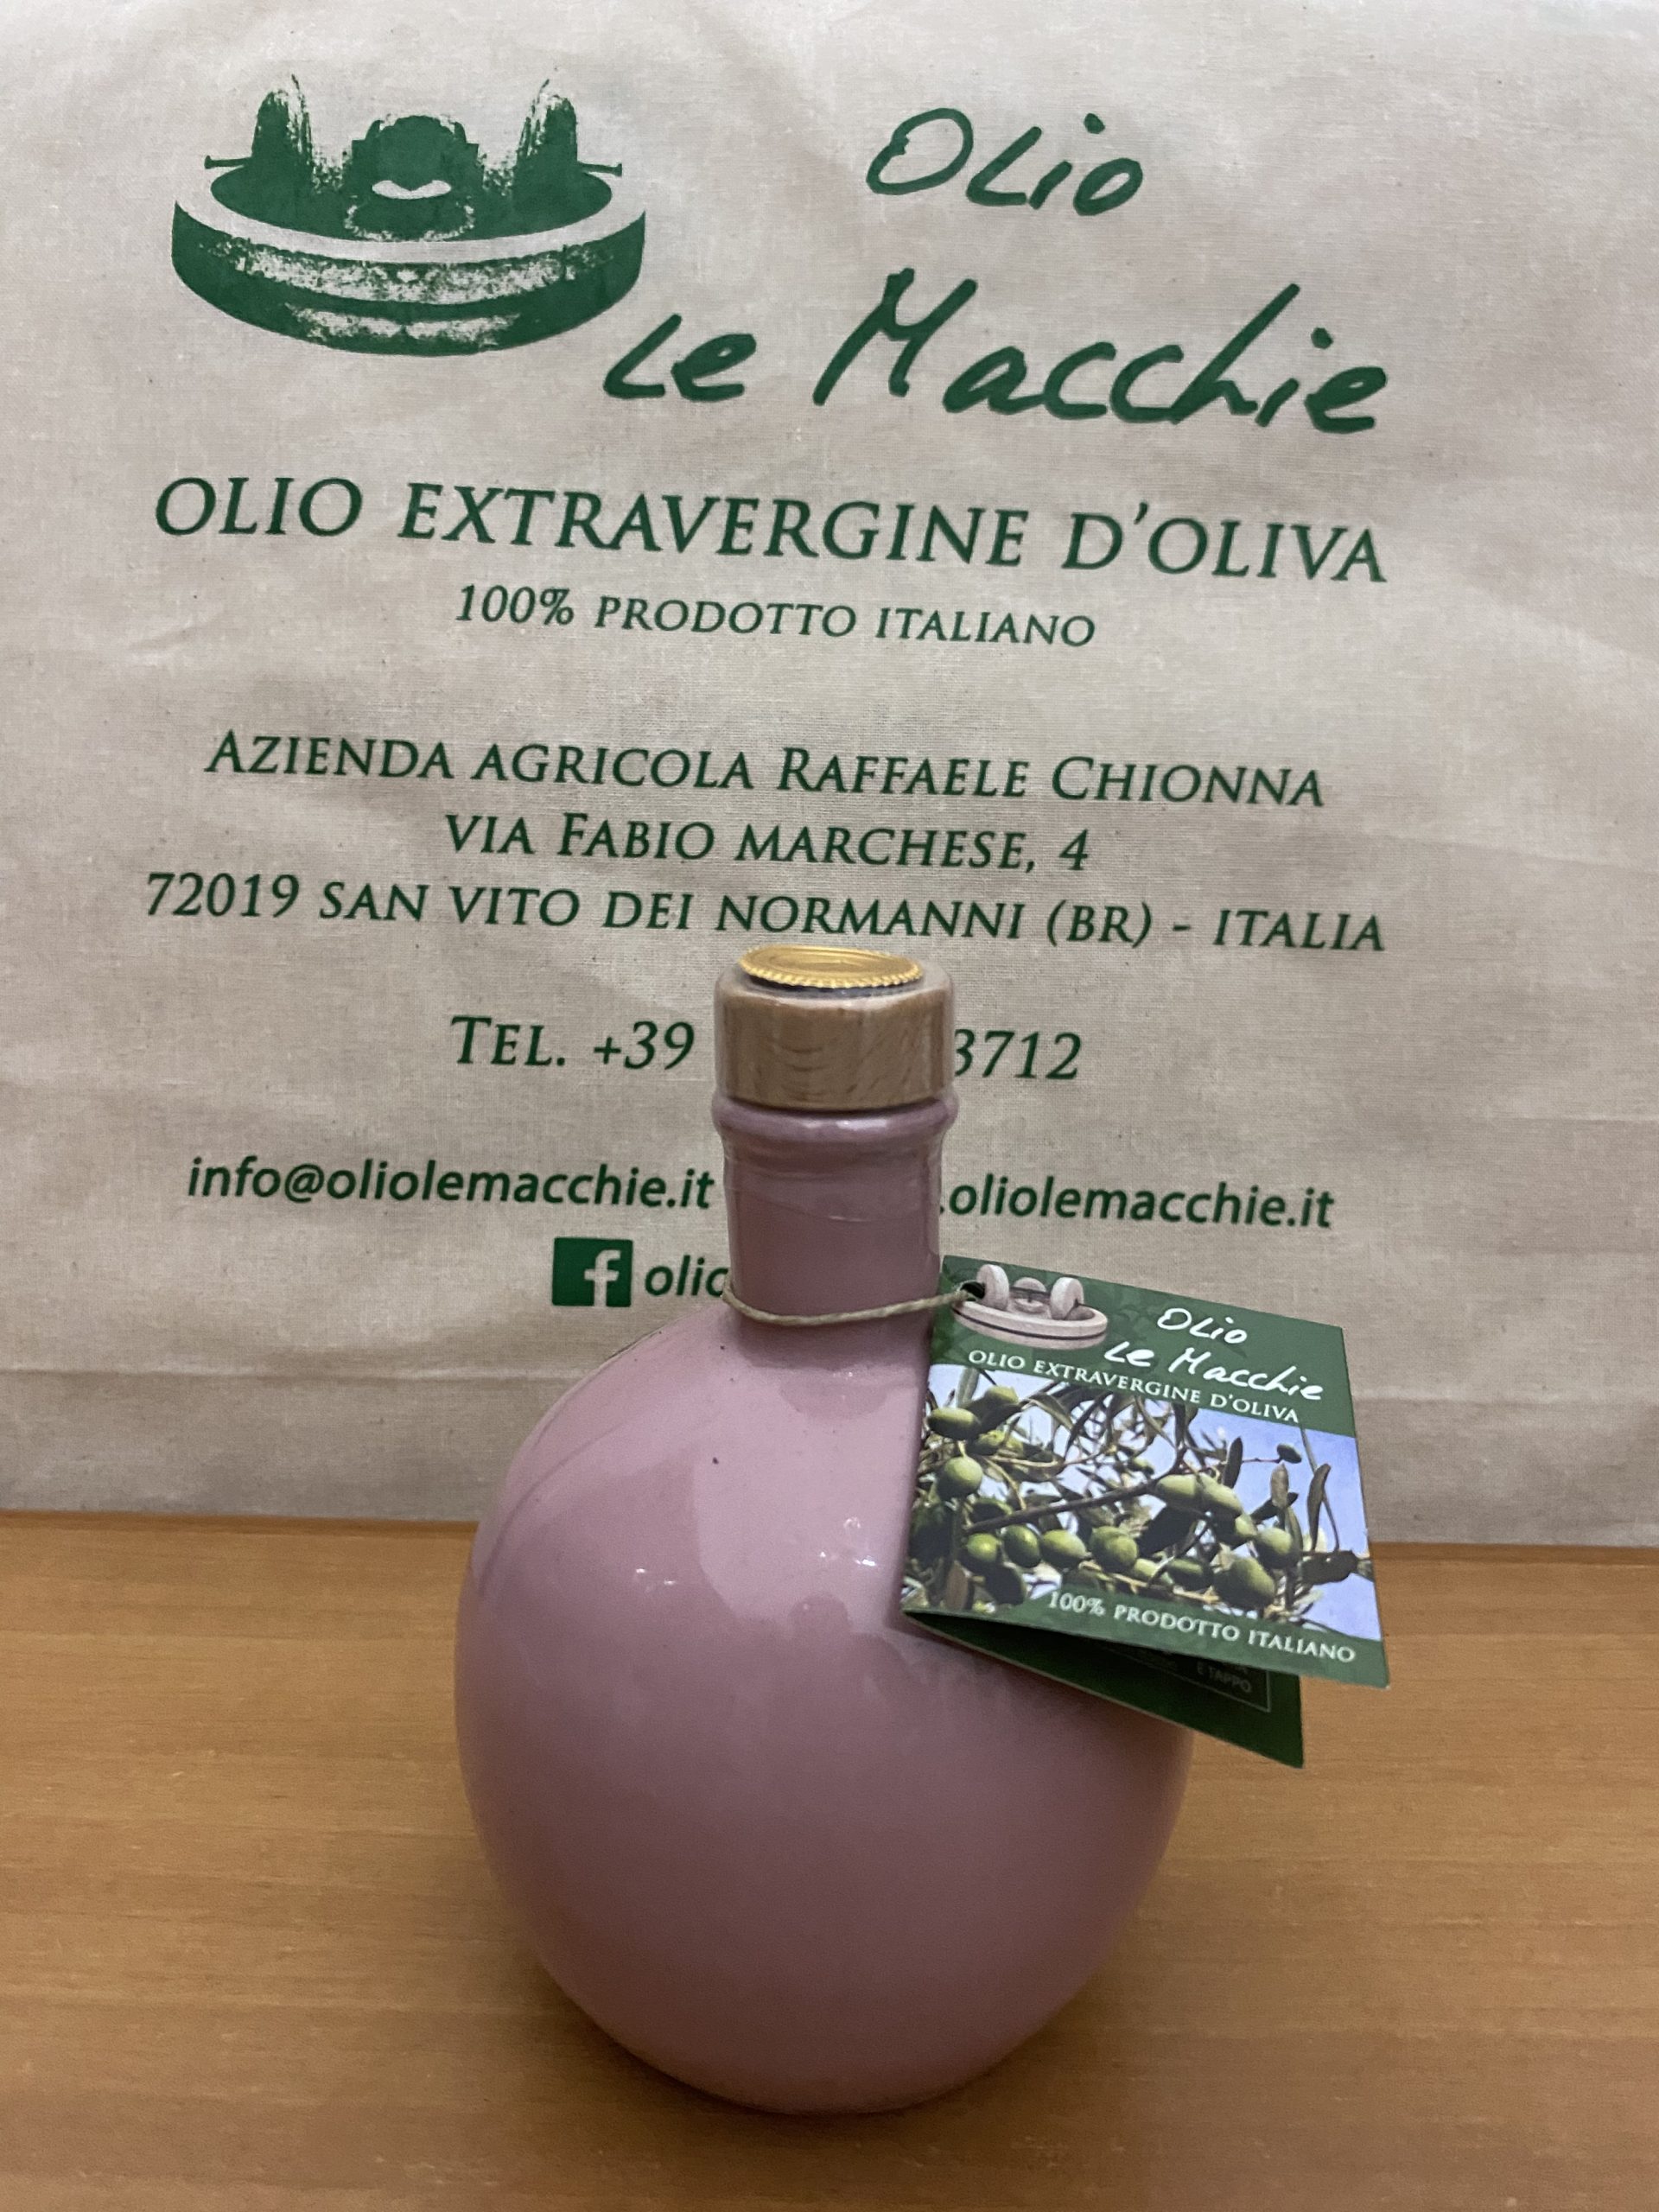 Olio
Le Macchie
OLIO EXTRAVERGINE D'OLIVA
100% PRODOTTO ITALIANO
AZIENDA AGRICOLA RAFFAELE CHIONNA
VIA FABIO MARCHESE, 4
72019 SAN VITO DEI NORMANNI (BR) - ITALIA
TEL. +39 3712
info@oliolemacchie.it .oliolemacchie.it
f
Olio
Le Macchie
OLIO EXTRAVERGINE D'OLIVA
100% PRODOTTO ITALIANO
E TAPPO